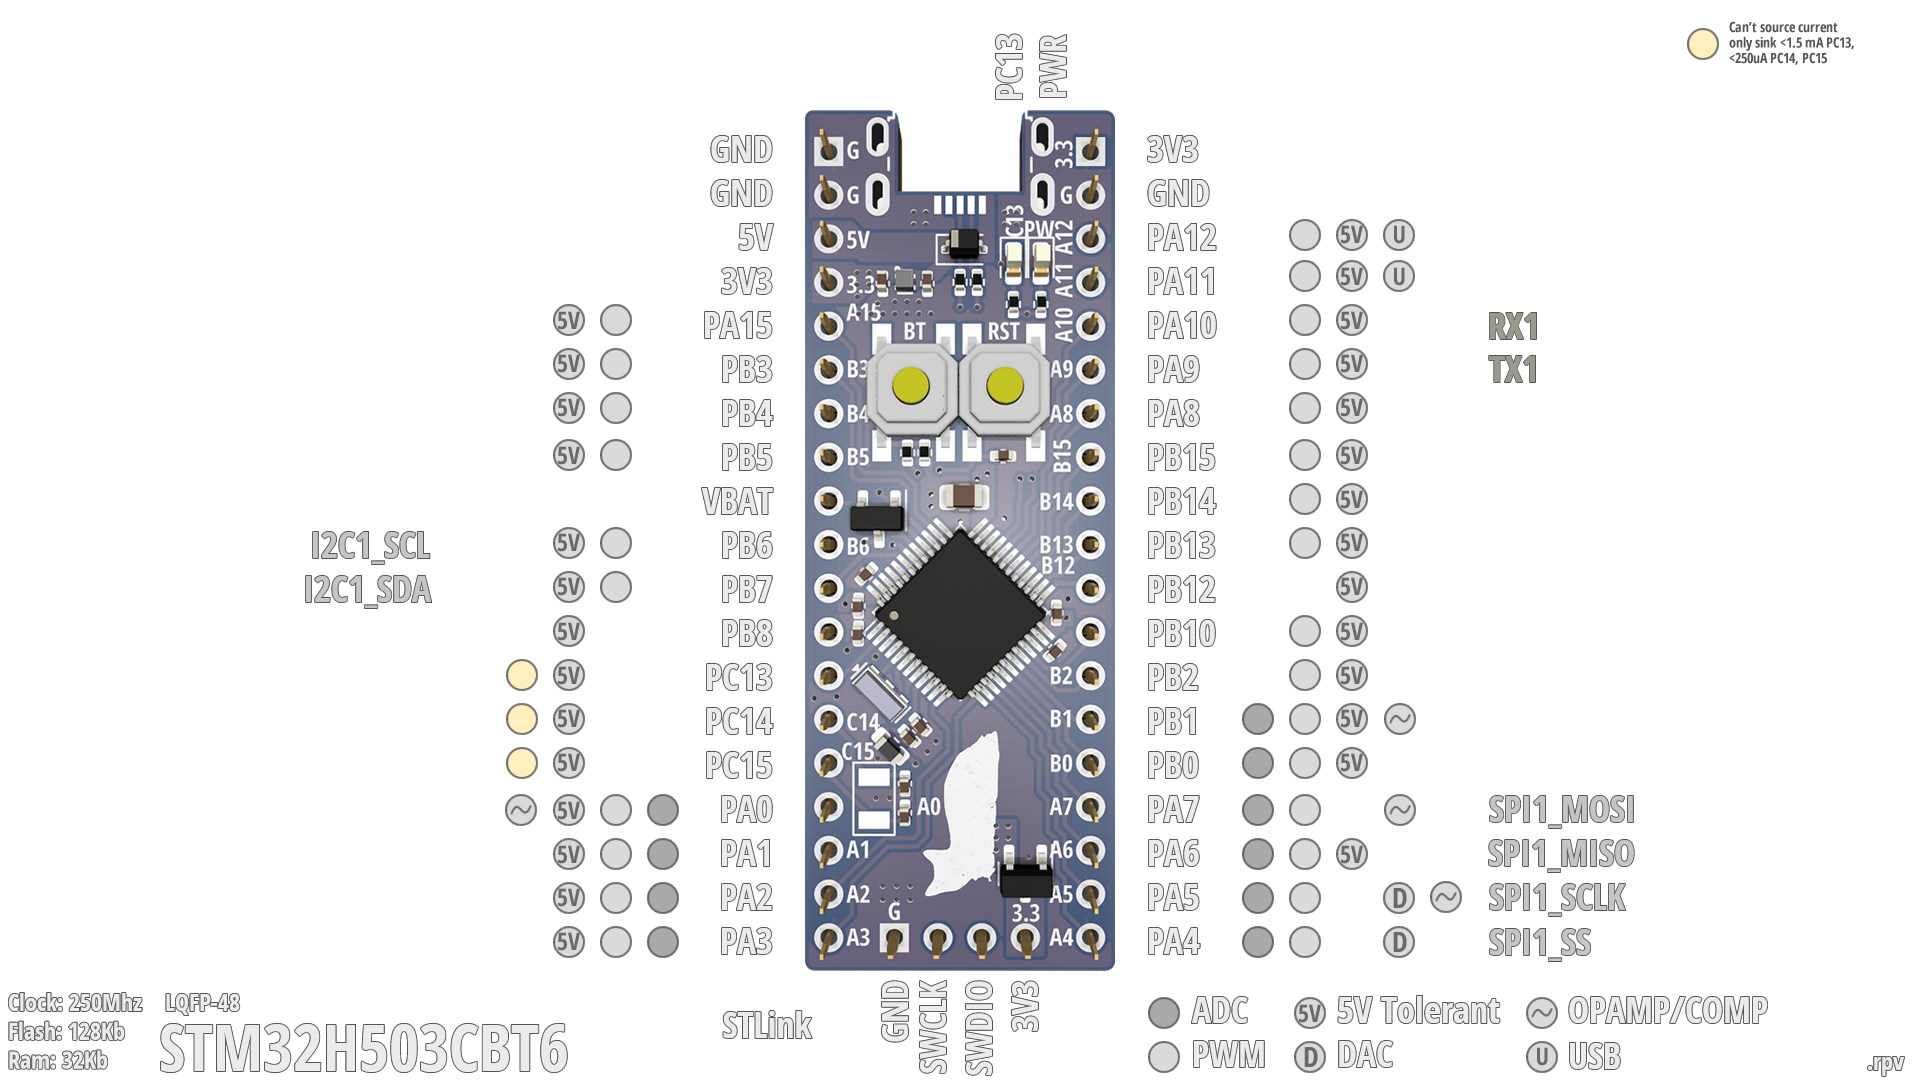 Can't source current
only sink <1.5 mA PC13,
<250uA PC14, PC15
PC13
PWR
GND
GND
5V
3V3
5V PA15
5V PB3
5V PB4
5V PB5
VBAT
I2C1_SCL 5V PB6
I2C1_SDA 5V PB7
5V PB8
5V PC13
5V PC14
5V PC15
5V PA0
5V PA1
5V PA2
5V PA3
G
G
5V
3.3
A15
B3
B4
B5
B6
C14
C15
A0
A1
A2
A3
C13
PW
BT
RST
3.3
G
A12
A11
A10
A9
A8
B15
B14
B13
B12
B2
B1
B0
A7
A6
A5
A4
G
3.3
3V3
GND
PA12 5V U
PA11 5V U
PA10 5V RX1
PA9 5V TX1
PA8 5V
PB15 5V
PB14 5V
PB13 5V
PB12 5V
PB10 5V
PB2 5V
PB1 5V
PB0 5V
PA7 SPI1_MOSI
PA6 5V SPI1_MISO
PA5 D SPI1_SCLK
PA4 D SPI1_SS
STLink
GND
SWCLK
SWDIO
3V3
Clock: 250Mhz LQFP-48
Flash: 128Kb
Ram: 32Kb
STM32H503CBT6
ADC 5V 5V Tolerant OPAMP/COMP
PWM D DAC U USB
.rpv